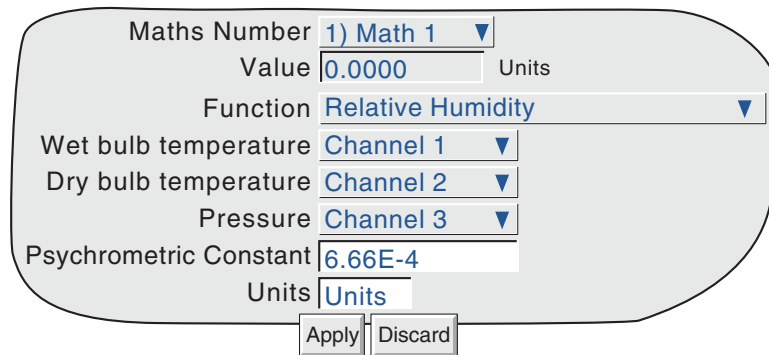 Maths Number 1) Math 1
Value 0.0000 Units
Function Relative Humidity
Wet bulb temperature Channel 1
Dry bulb temperature Channel 2
Pressure Channel 3
Psychrometric Constant 6.66E-4
Units Units
Apply Discard